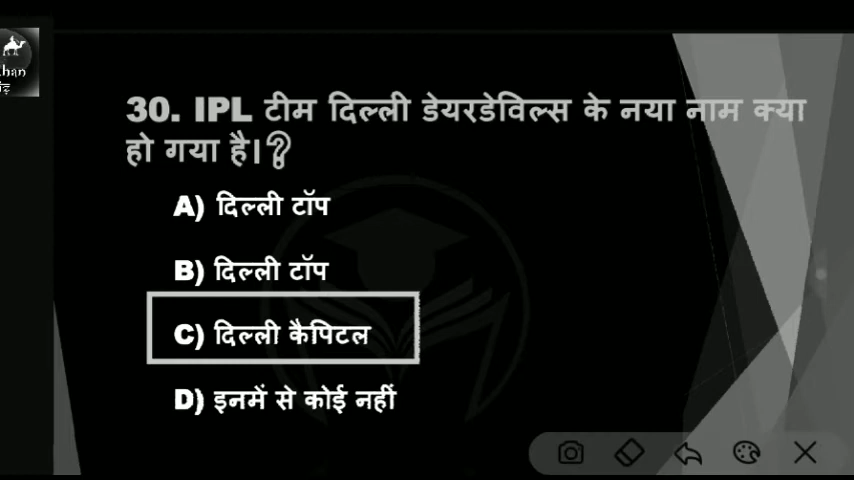 30. IPL टीम दिल्ली डेयरडेविल्स के नया नाम क्या
हो गया है।?
A) दिल्ली टॉप
B) दिल्ली टॉप
C) दिल्ली कैपिटल
D) इनमें से कोई नहीं